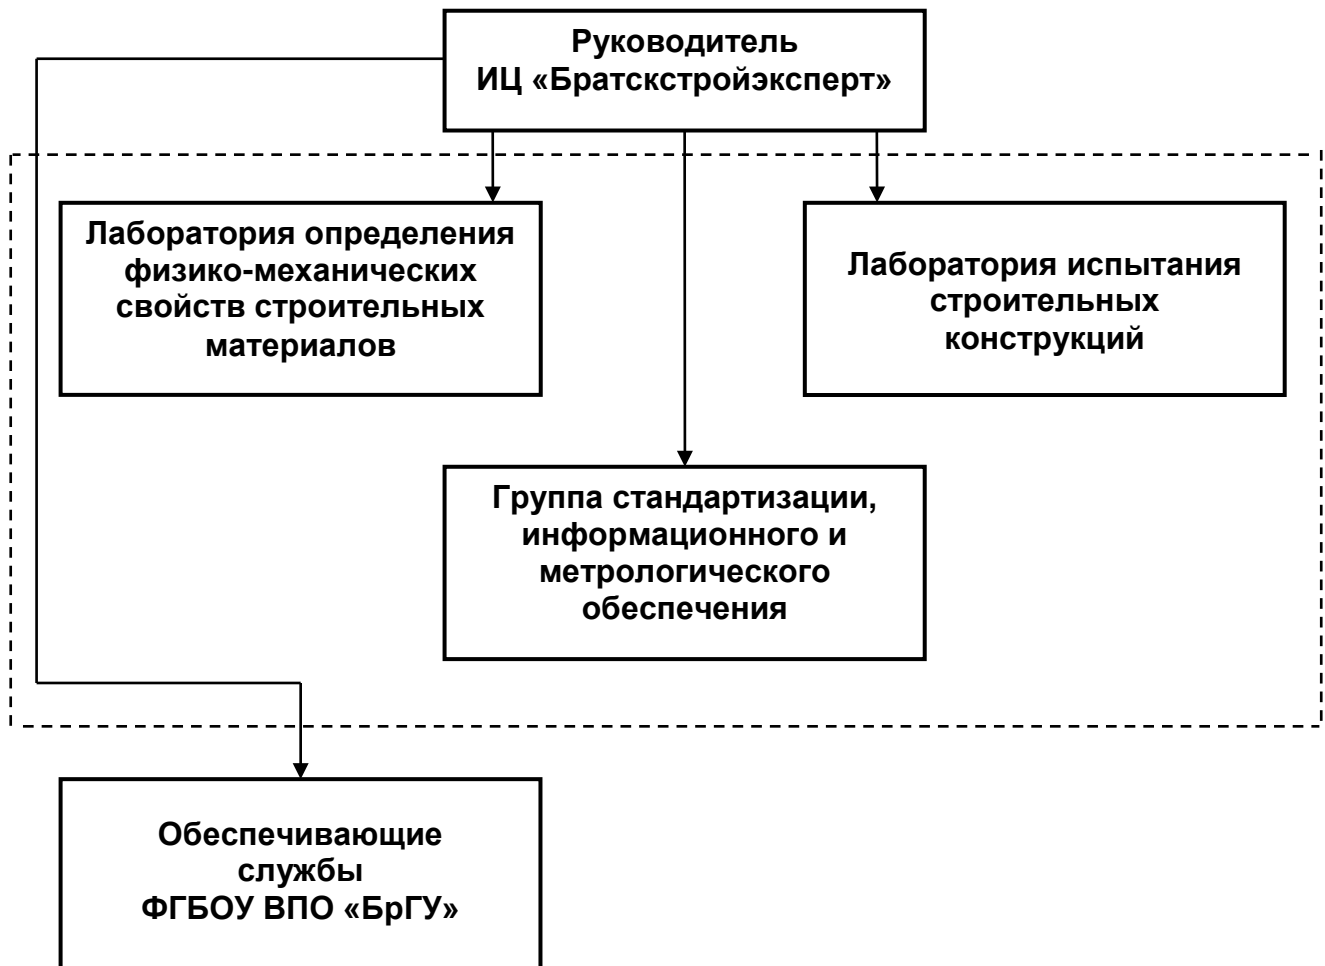 Руководитель
ИЦ «Братскстройэксперт»
Лаборатория определения
физико-механических
свойств строительных
материалов
Лаборатория испытания
строительных
конструкций
Группа стандартизации,
информационного и
метрологического
обеспечения
Обеспечивающие
службы
ФГБОУ ВПО «БрГУ»